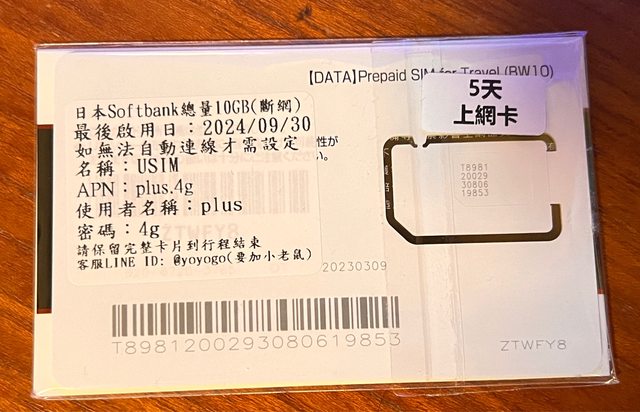 【DATA】Prepaid SIM for Travel (BW10)
5天
上網卡
日本Softbank總量10GB(斷網)
最後啟用日：2024/09/30
如無法自動連線才需設定
名稱：USIM
APN：plus.4g
使用者名稱：plus
密碼：4g
請保留完整卡片到行程結束
客服LINE ID: @yoyogo(要加小老鼠)
性が
い。
T8981
20029
30806
19853
20230309
T8981200293080619853
ZTWFY8